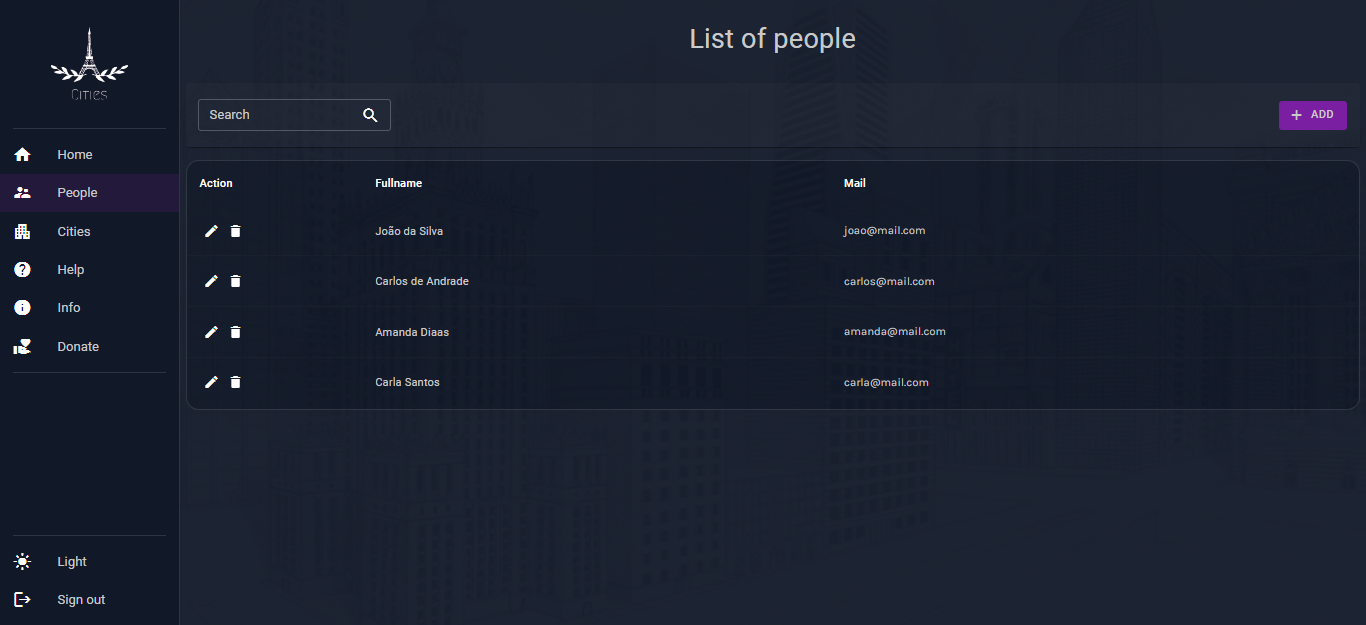 Cities
Home
People
Cities
Help
Info
Donate
Light
Sign out
List of people
Search
ADD
Action Fullname Mail
João da Silva joao@mail.com
Carlos de Andrade carlos@mail.com
Amanda Diaas amanda@mail.com
Carla Santos carla@mail.com